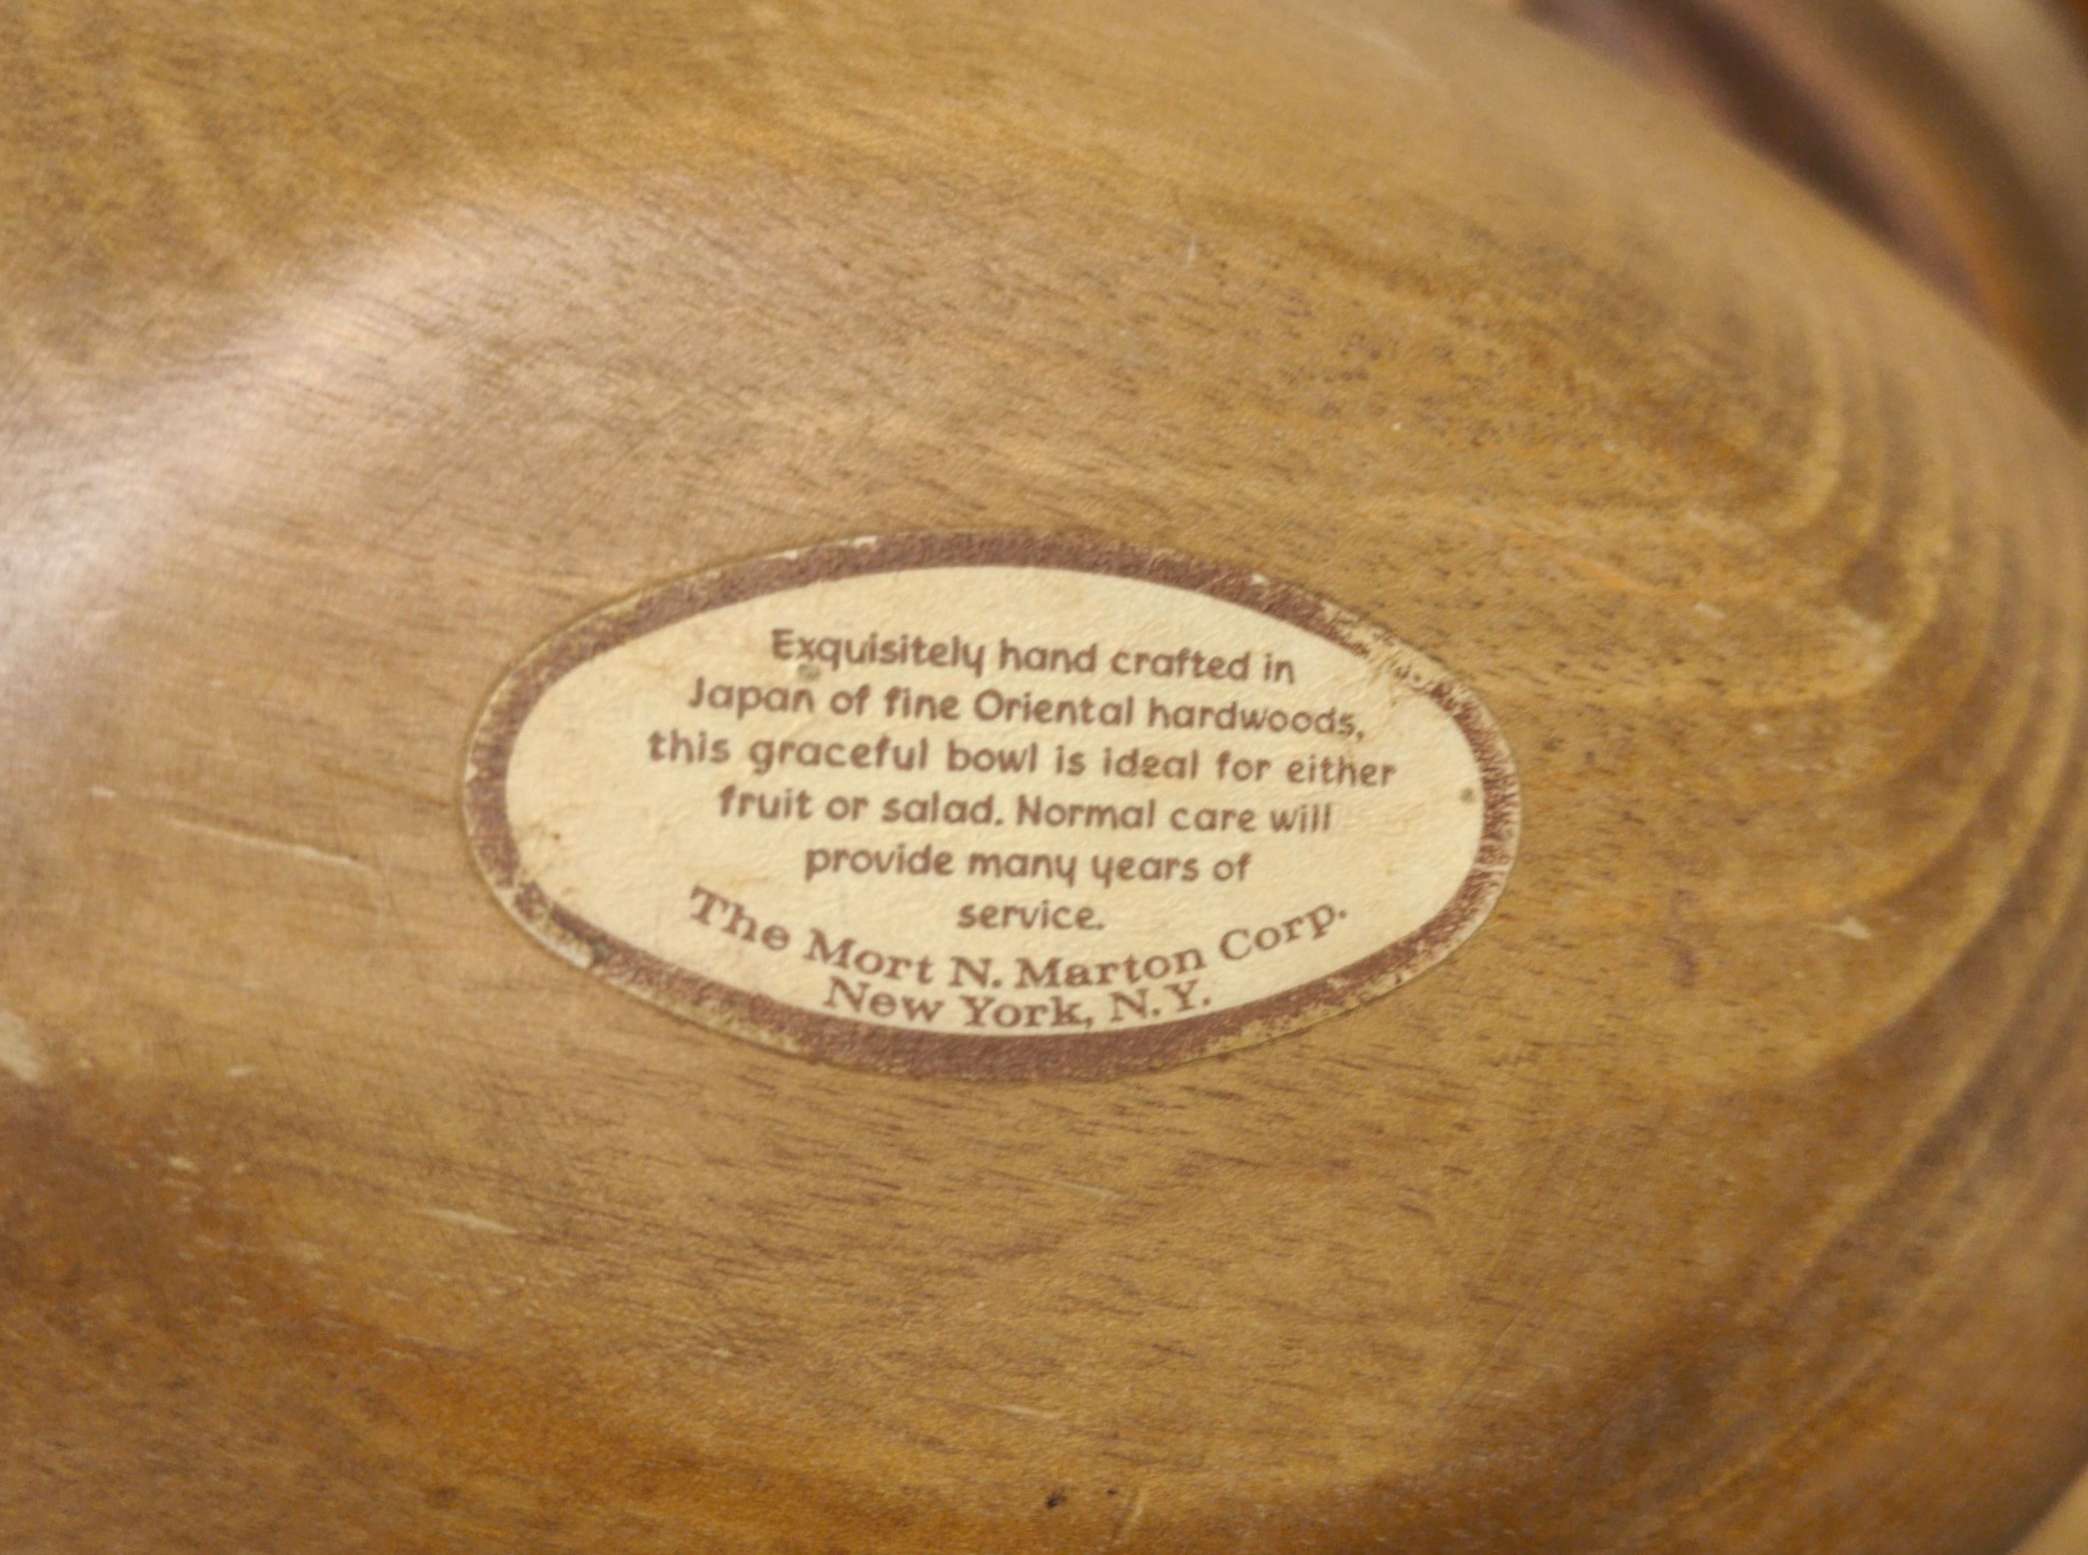 Exquisitely hand crafted in
Japan of fine Oriental hardwoods,
this graceful bowl is ideal for either
fruit or salad. Normal care will
provide many years of
service.
The Mort N. Marton Corp.
New York, N.Y.